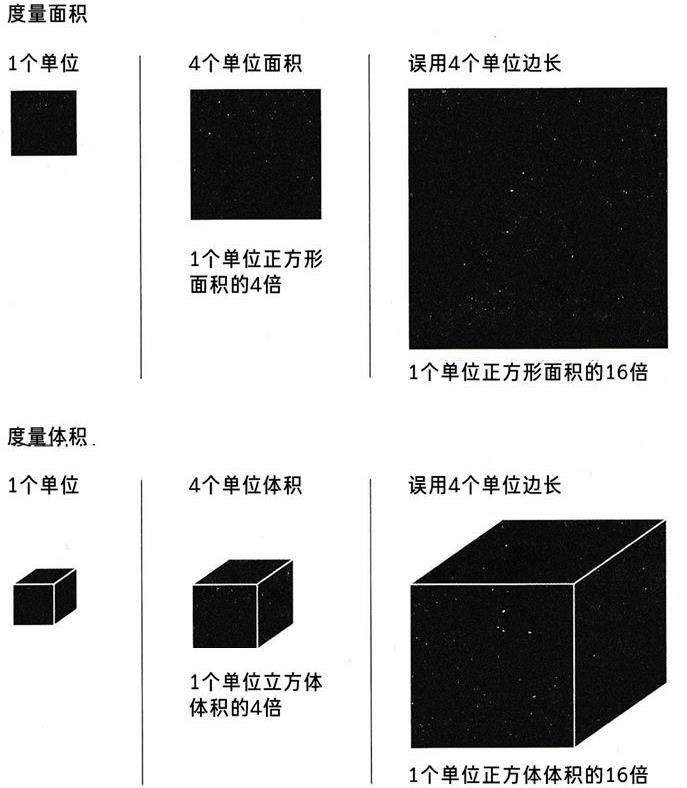 度量面积
1个单位
4个单位面积
误用4个单位边长
1个单位正方形
面积的4倍
1个单位正方形面积的16倍
度量体积
1个单位
4个单位体积
误用4个单位边长
1个单位立方体
体积的4倍
1个单位正方体体积的16倍